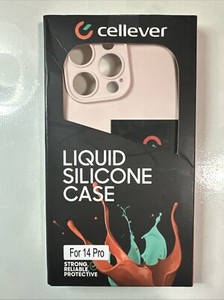 cellever
LIQUID
SILICONE
CASE
For 14 Pro
STRONG
RELIABLE
PROTECTIVE